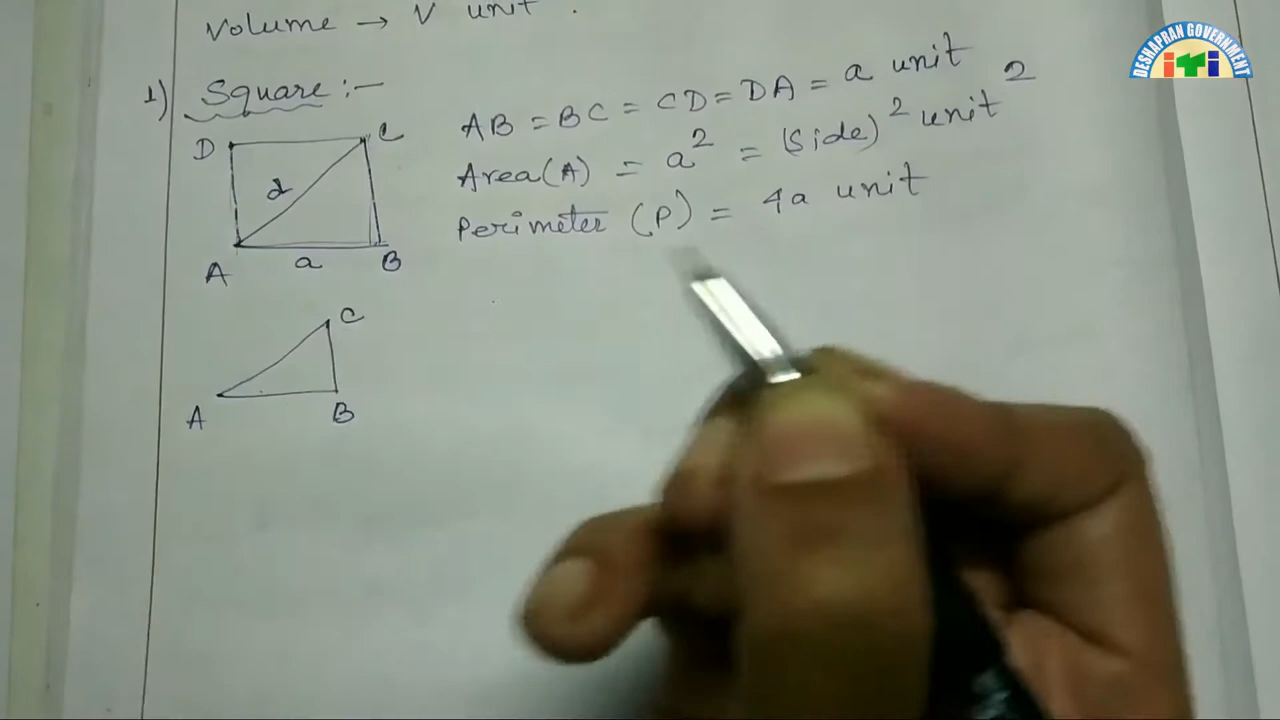 Volume → V unit.
1) Square :-
AB = BC = CD = DA = a unit
Area(A) = a² = (side)² unit²
Perimeter (P) = 4a unit
D C
d
A a B
C
A B
DESHAPRAN GOVERNMENT
iTi